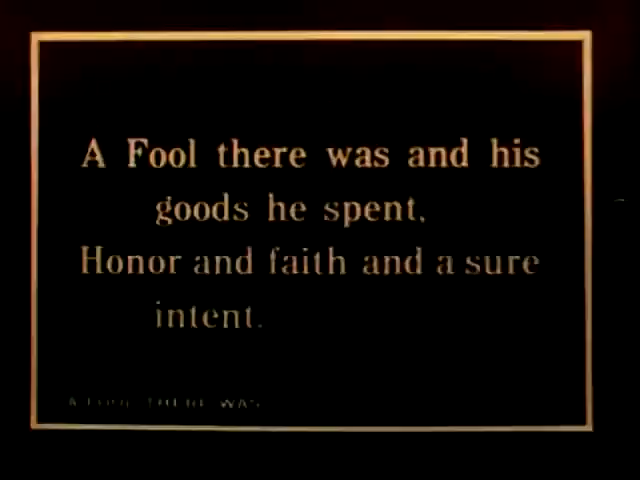 A Fool there was and his
goods he spent,
Honor and faith and a sure
intent.
A FOOL THERE WAS